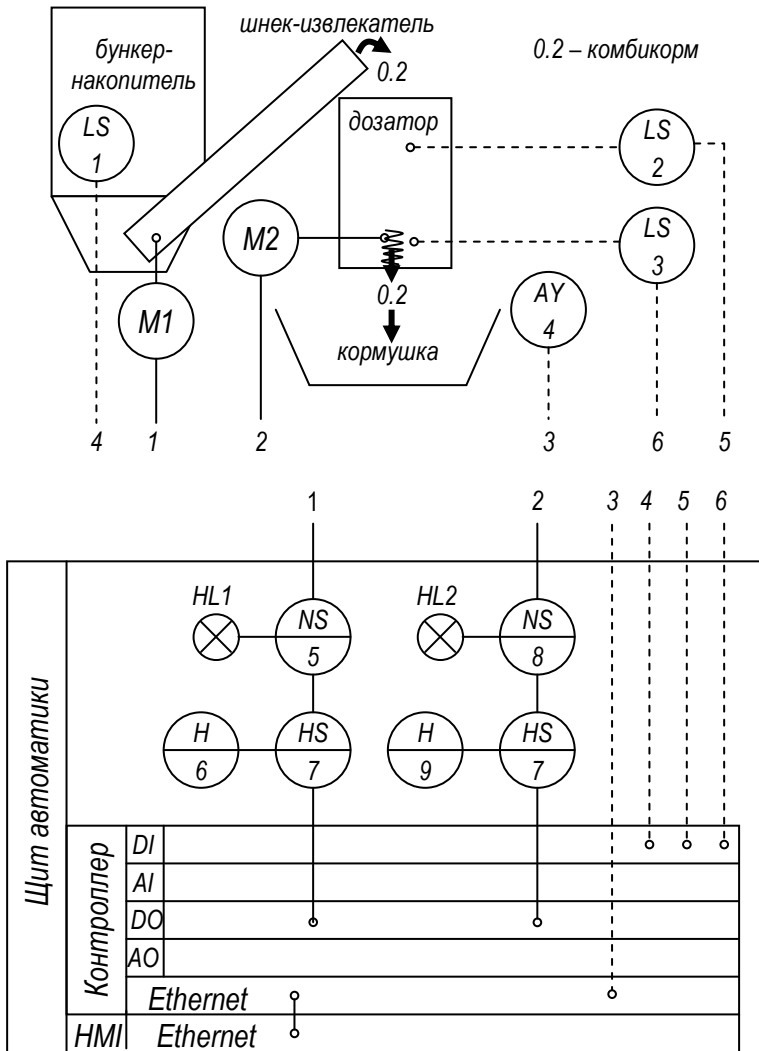 шнек-извлекатель
бункер-
накопитель
0.2
0.2 – комбикорм
дозатор
LS
1
LS
2
M2
LS
3
M1
0.2
AY
4
кормушка
4 1 2 3 6 5
1 2 3 4 5 6
HL1
NS
5
HL2
NS
8
H
6
HS
7
H
9
HS
7
Щит автоматики
Контроллер
DI
AI
DO
AO
Ethernet
HMI Ethernet